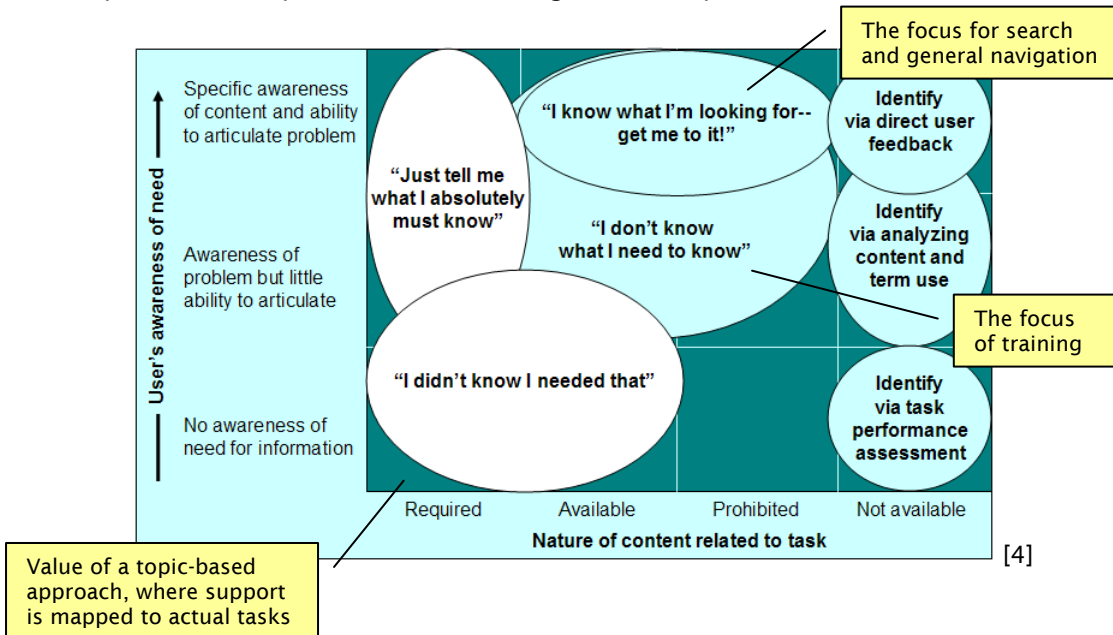 The focus for search
and general navigation
Specific awareness
of content and ability
to articulate problem
“I know what I’m looking for--
get me to it!”
Identify
via direct user
feedback
“Just tell me
what I absolutely
must know”
“I don’t know
what I need to know”
Identify
via analyzing
content and
term use
User’s awareness of need
Awareness of
problem but little
ability to articulate
The focus
of training
“I didn’t know I needed that”
Identify
via task
performance
assessment
No awareness of
need for information
Required Available Prohibited Not available
Nature of content related to task
[4]
Value of a topic-based
approach, where support
is mapped to actual tasks